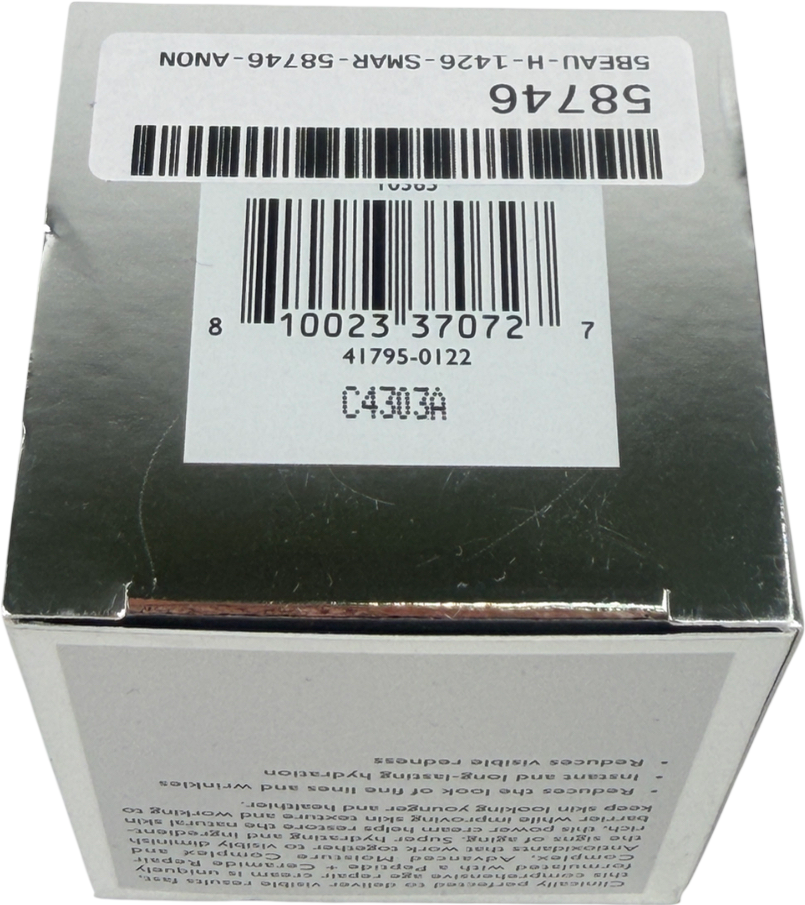 5BEAU-H-1426-SMAR-58746-ANON
58746
8 10023 37072 7
41795-0122
C4303A
Clinically perfected to deliver visible results fast,
this comprehensive age repair cream is uniquely
formulated with Peptide + Ceramide Repair
Complex, Advanced Moisture Complex and
Antioxidants that work together to visibly diminish
the signs of aging. Super hydrating and ingredient-
rich, this power cream helps restore the natural skin
barrier while improving skin texture and working to
keep skin looking younger and healthier.
• Reduces the look of fine lines and wrinkles
• Instant and long-lasting hydration
• Reduces visible redness